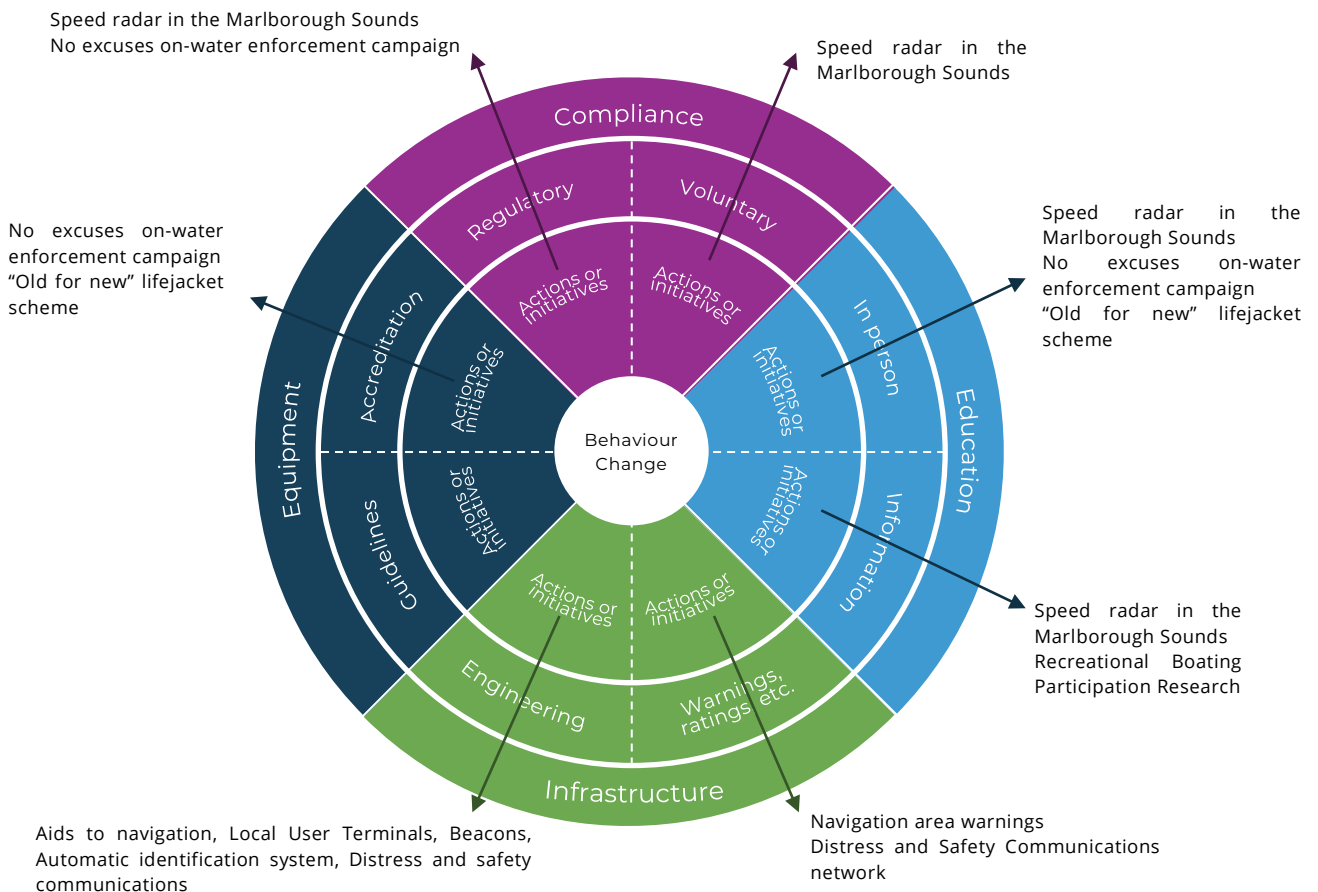 Speed radar in the Marlborough Sounds
No excuses on-water enforcement campaign
Speed radar in the
Marlborough Sounds
Compliance
Regulatory
Voluntary
Actions or
initiatives
Actions or
initiatives
No excuses on-water
enforcement campaign
“Old for new” lifejacket
scheme
Speed radar in the
Marlborough Sounds
No excuses on-water
enforcement campaign
“Old for new” lifejacket
scheme
Equipment
Accreditation
Actions or
initiatives
Guidelines
Actions or
initiatives
Behaviour
Change
Education
In person
Actions or
initiatives
Information
Actions or
initiatives
Speed radar in the
Marlborough Sounds
Recreational Boating
Participation Research
Actions or
initiatives
Actions or
initiatives
Engineering
Warnings,
ratings etc.
Infrastructure
Aids to navigation, Local User Terminals, Beacons,
Automatic identification system, Distress and safety
communications
Navigation area warnings
Distress and Safety Communications
network